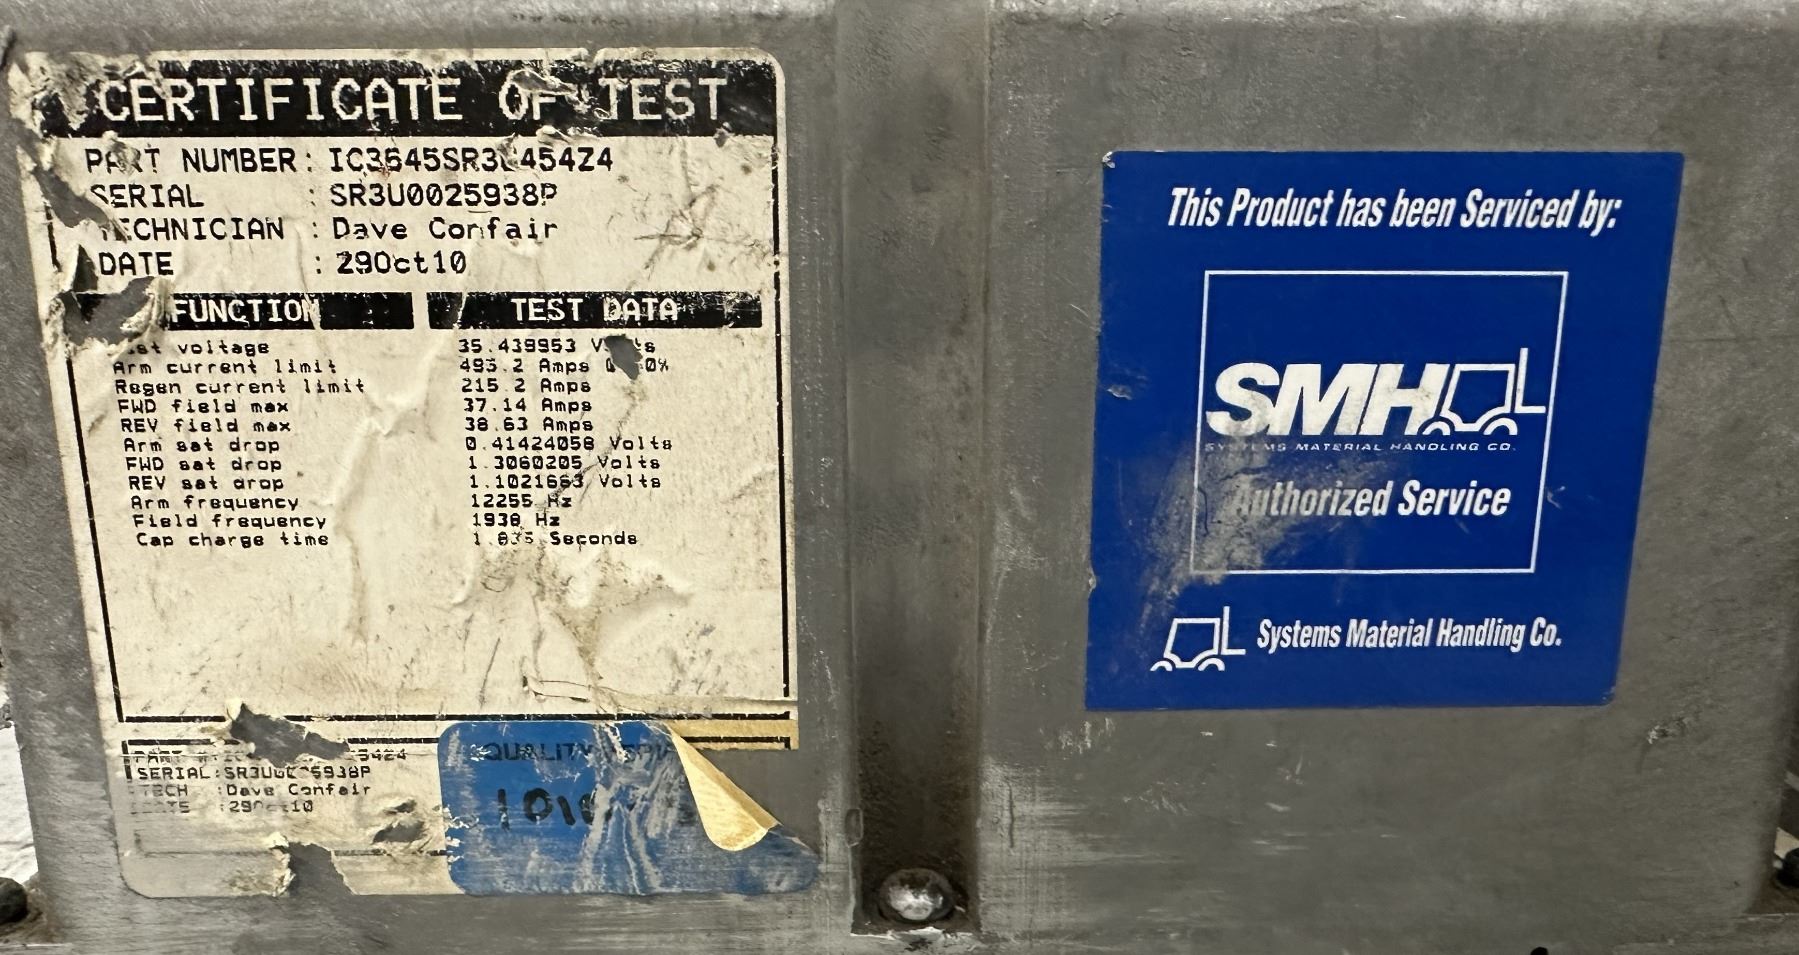 CERTIFICATE OF TEST
PART NUMBER :
SERIAL : SR3U0025938P
TECHNICIAN : Dave Confair
DATE : 29Oct10
FUNCTION TEST DATA
voltage 35.439953 Volts
Arm current limit 495.2 Amps
Regen current limit 215.2 Amps
FWD field max 37.14 Amps
REV field max 38.63 Amps
Arm sat drop 0.41424058 Volts
FWD sat drop 1.3060205 Volts
REV sat drop 1.1021663 Volts
Arm frequency 12255 Hz
Field frequency 1938 Hz
Cap charge time Seconds
PART
SERIAL:
TECH :Dave Confair
QUALITY
This Product has been Serviced by:
SMH
SYSTEMS MATERIAL HANDLING CO.
Authorized Service
Systems Material Handling Co.